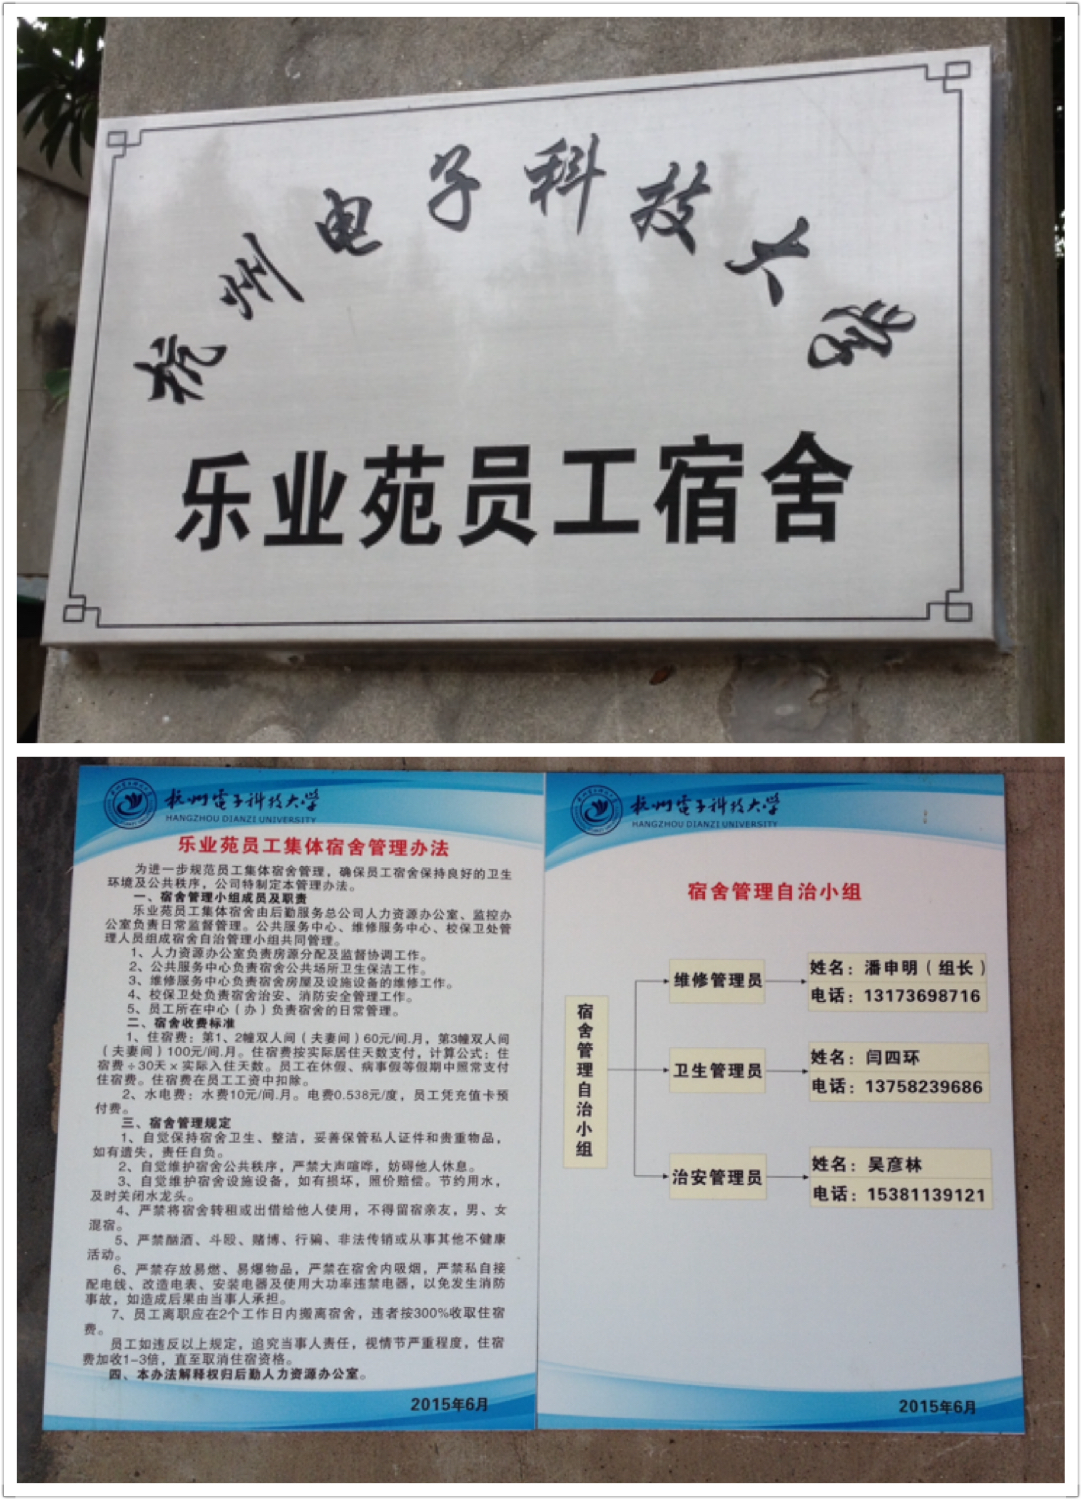 杭州电子科技大学
乐业苑员工宿舍
杭州電子科技大学
HANGZHOU DIANZI UNIVERSITY
乐业苑员工集体宿舍管理办法
为进一步规范员工集体宿舍管理，确保员工宿舍保持良好的卫生
环境及公共秩序，公司特制定本管理办法。
一、宿舍管理小组成员及职责
乐业苑员工集体宿舍由后勤服务总公司人力资源办公室、监控办
公室负责日常监督管理。公共服务中心、维修服务中心、校保卫处管
理人员组成宿舍自治管理小组共同管理。
1、人力资源办公室负责房源分配及监督协调工作。
2、公共服务中心负责宿舍公共场所卫生保洁工作。
3、维修服务中心负责宿舍房屋及设施设备的维修工作。
4、校保卫处负责宿舍治安、消防安全管理工作。
5、员工所在中心（办）负责宿舍的日常管理。
二、宿舍收费标准
1、住宿费：第1、2幢双人间（夫妻间）60元/间.月，第3幢双人间
（夫妻间）100元/间.月。住宿费按实际居住天数支付，计算公式：住
宿费÷30天×实际入住天数。员工在休假、病事假等假期中照常支付
住宿费。住宿费在员工工资中扣除。
2、水电费：水费10元/间.月。电费0.538元/度，员工凭充值卡预
付费。
三、宿舍管理规定
1、自觉保持宿舍卫生、整洁，妥善保管私人证件和贵重物品，
如有遗失，责任自负。
2、自觉维护宿舍公共秩序，严禁大声喧哗，妨碍他人休息。
3、自觉维护宿舍设施设备，如有损坏，照价赔偿。节约用水，
及时关闭水龙头。
4、严禁将宿舍转租或出借给他人使用，不得留宿亲友，男、女
混宿。
5、严禁酗酒、斗殴、赌博、行骗、非法传销或从事其他不健康
活动。
6、严禁存放易燃、易爆物品，严禁在宿舍内吸烟，严禁私自接
配电线、改造电表、安装电器及使用大功率违禁电器，以免发生消防
事故，如造成后果由当事人承担。
7、员工离职应在2个工作日内搬离宿舍，违者按300%收取住宿
费。
员工如违反以上规定，追究当事人责任，视情节严重程度，住宿
费加收1-3倍，直至取消住宿资格。
四、本办法解释权归后勤人力资源办公室。
2015年6月
杭州電子科技大学
HANGZHOU DIANZI UNIVERSITY
宿舍管理自治小组
宿舍管理自治小组
维修管理员
姓名：潘申明（组长）
电话：13173698716
卫生管理员
姓名：闫四环
电话：13758239686
治安管理员
姓名：吴彦林
电话：15381139121
2015年6月